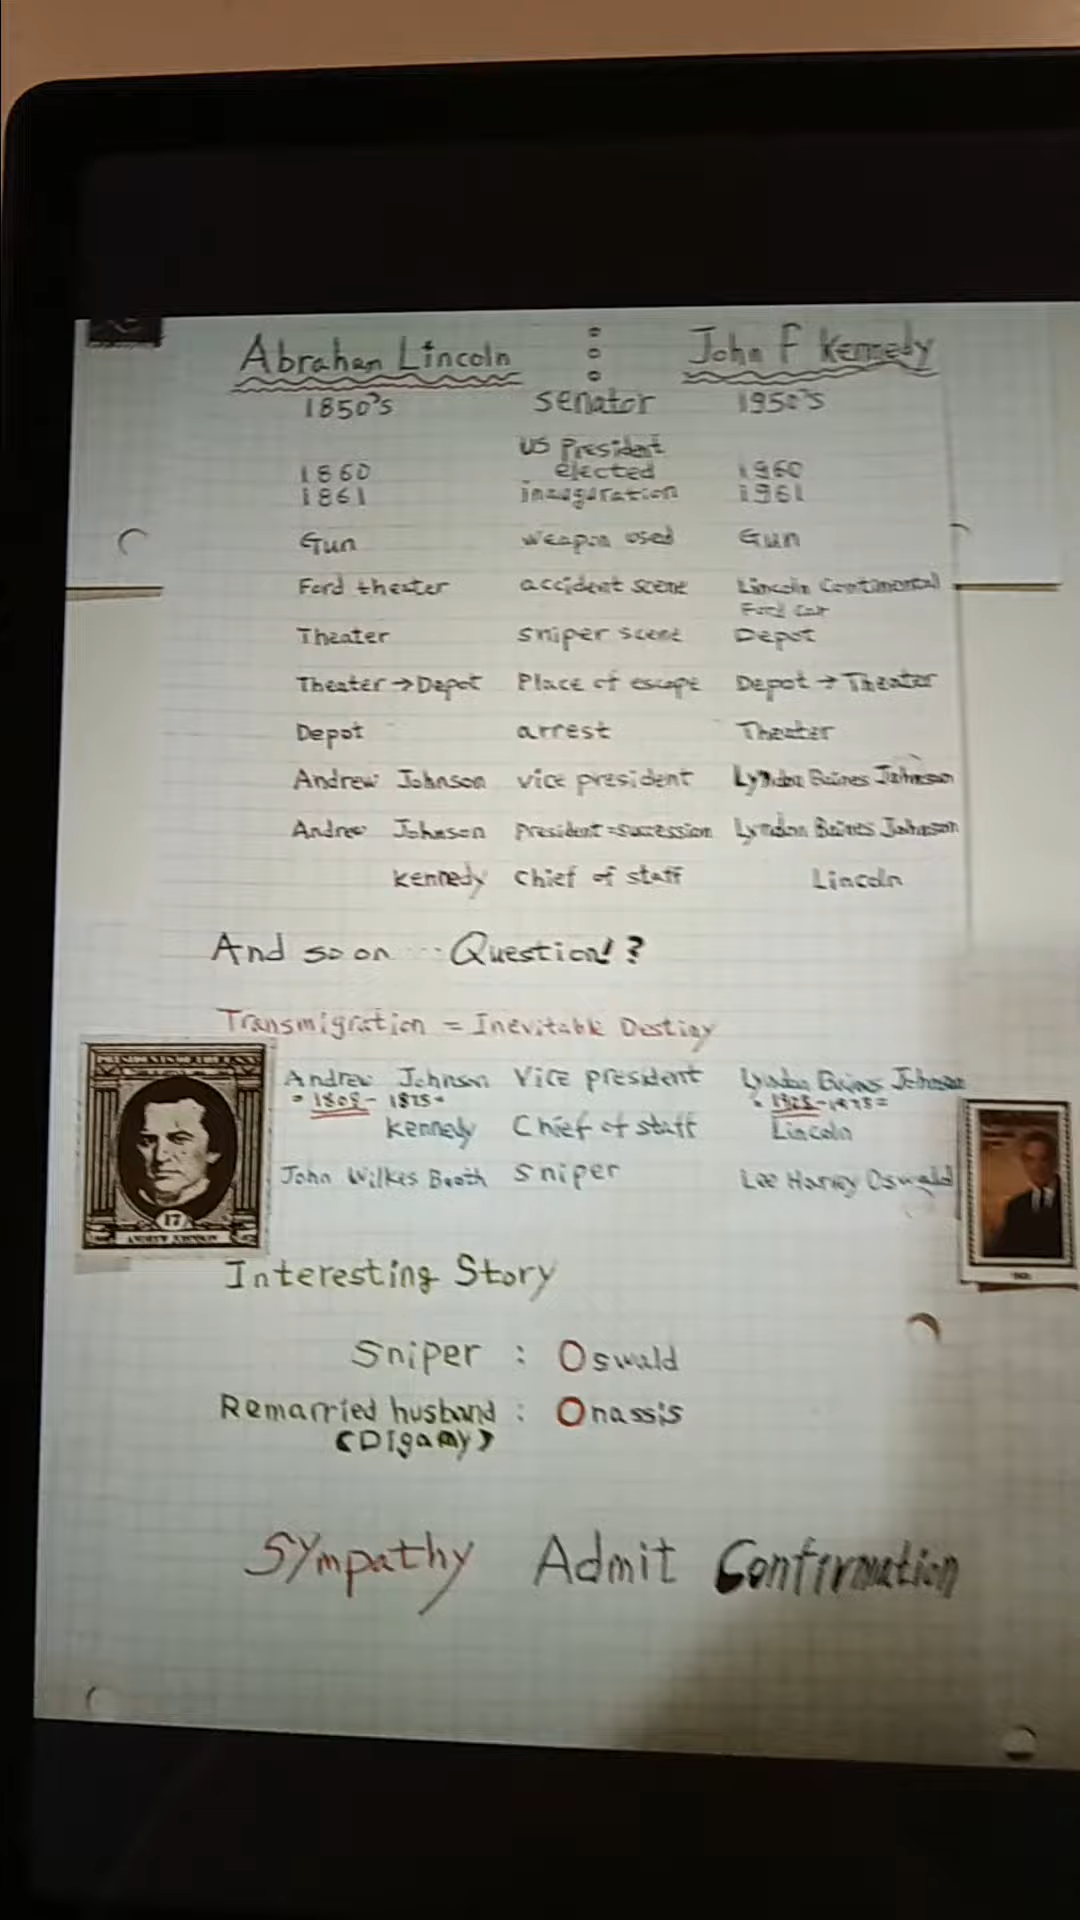 Abraham Lincoln : John F Kennedy
1850's senator 1950's
US President
1860 elected 1960
1861 inauguration 1961
Gun weapon used Gun
Ford theater accident scene Lincoln Continental
Ford car
Theater sniper scene Depot
Theater → Depot Place of escape Depot → Theater
Depot arrest Theater
Andrew Johnson vice president Baines Johnson
Andrew Johnson President = succession Lyndon Baines Johnson
Kennedy Chief of staff Lincoln
And so on ... Question!?
Transmigration = Inevitable Destiny
Andrew Johnson Vice president Lyndon Baines Johnson
1808 - 1875
Kennedy Chief of staff Lincoln
John Wilkes Booth Sniper Lee Harvey Oswald
17
ANDREW JOHNSON
Interesting Story
Sniper : Oswald
Remarried husband : Onassis
(Digamy)
Sympathy Admit Confirmation